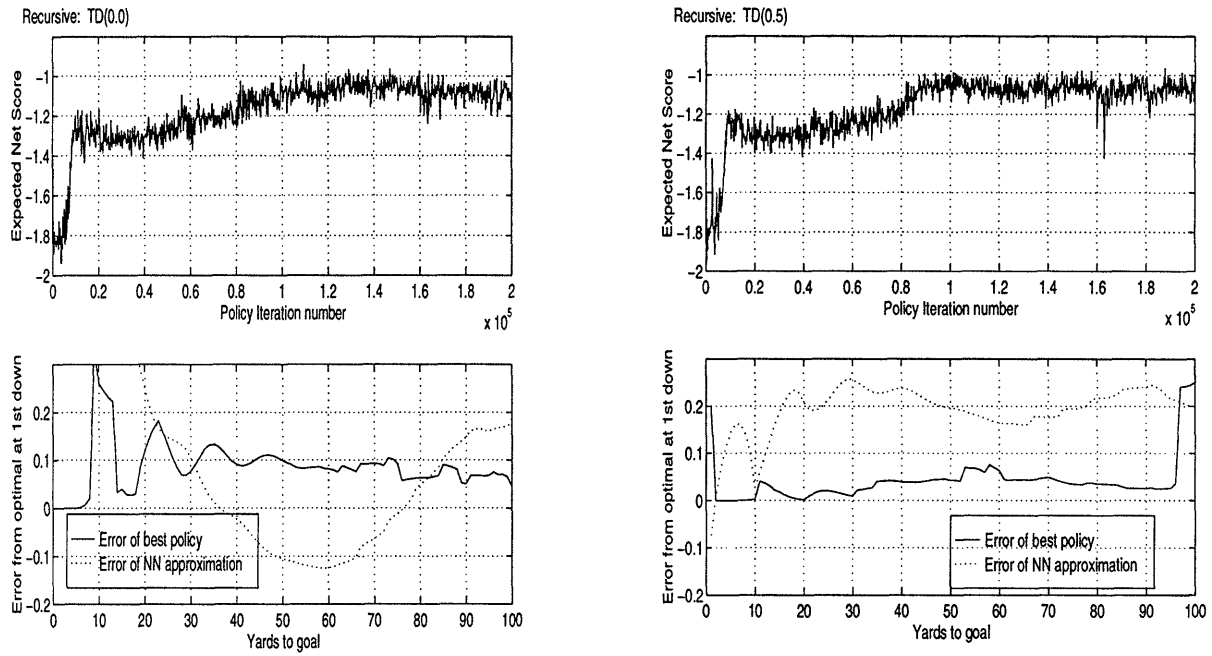 Recursive: TD(0.0)
Expected Net Score
-1
-1.2
-1.4
-1.6
-1.8
-2
0 0.2 0.4 0.6 0.8 1 1.2 1.4 1.6 1.8 2
Policy Iteration number
x 10^5
Recursive: TD(0.5)
Expected Net Score
-1
-1.2
-1.4
-1.6
-1.8
-2
0 0.2 0.4 0.6 0.8 1 1.2 1.4 1.6 1.8 2
Policy Iteration number
x 10^5
Error from optimal at 1st down
0.2
0.1
0
-0.1
-0.2
Error of best policy
Error of NN approximation
0 10 20 30 40 50 60 70 80 90 100
Yards to goal
Error from optimal at 1st down
0.2
0.1
0
-0.1
-0.2
Error of best policy
Error of NN approximation
0 10 20 30 40 50 60 70 80 90 100
Yards to goal